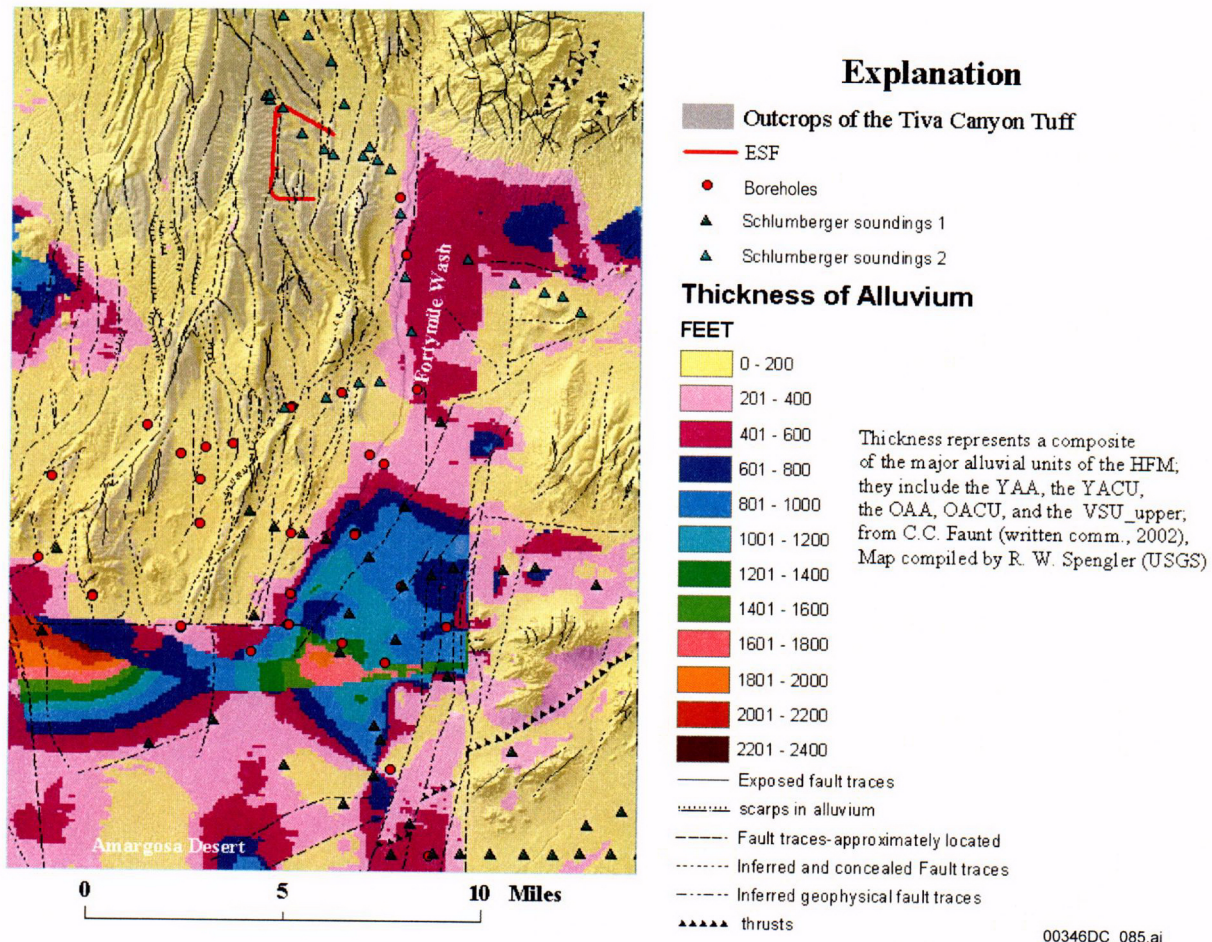 Fortymite Wash
Amargosa Desert
0 5 10 Miles
Explanation
Outcrops of the Tiva Canyon Tuff
ESF
Boreholes
Schlumberger soundings 1
Schlumberger soundings 2
Thickness of Alluvium
FEET
0 - 200
201 - 400
401 - 600
601 - 800
801 - 1000
1001 - 1200
1201 - 1400
1401 - 1600
1601 - 1800
1801 - 2000
2001 - 2200
2201 - 2400
Thickness represents a composite
of the major alluvial units of the HFM;
they include the YAA, the YACU,
the OAA, OACU, and the VSU_upper;
from C.C. Faunt (written comm., 2002),
Map compiled by R. W. Spengler (USGS)
Exposed fault traces
scarps in alluvium
Fault traces-approximately located
Inferred and concealed Fault traces
Inferred geophysical fault traces
thrusts
00346DC_085.ai